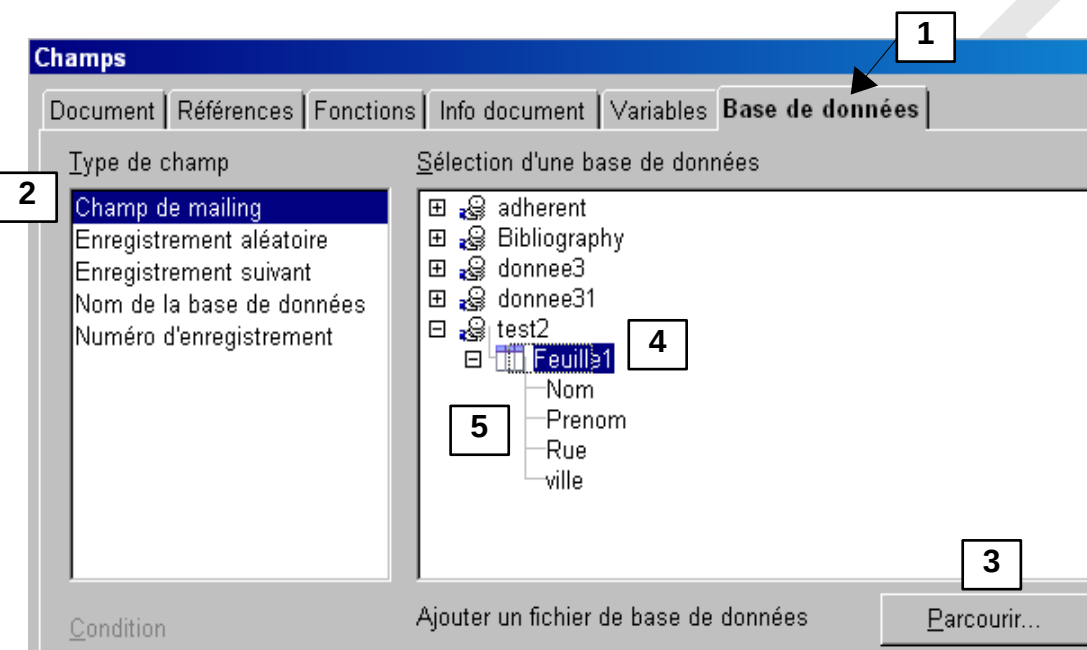 1
Champs
Document Références Fonctions Info document Variables Base de données
Type de champ
Sélection d'une base de données
2
Champ de mailing
Enregistrement aléatoire
Enregistrement suivant
Nom de la base de données
Numéro d'enregistrement
adherent
Bibliography
donnee3
donnee31
test2
4
Feuille1
Nom
Prenom
5
Rue
ville
3
Condition
Ajouter un fichier de base de données
Parcourir...